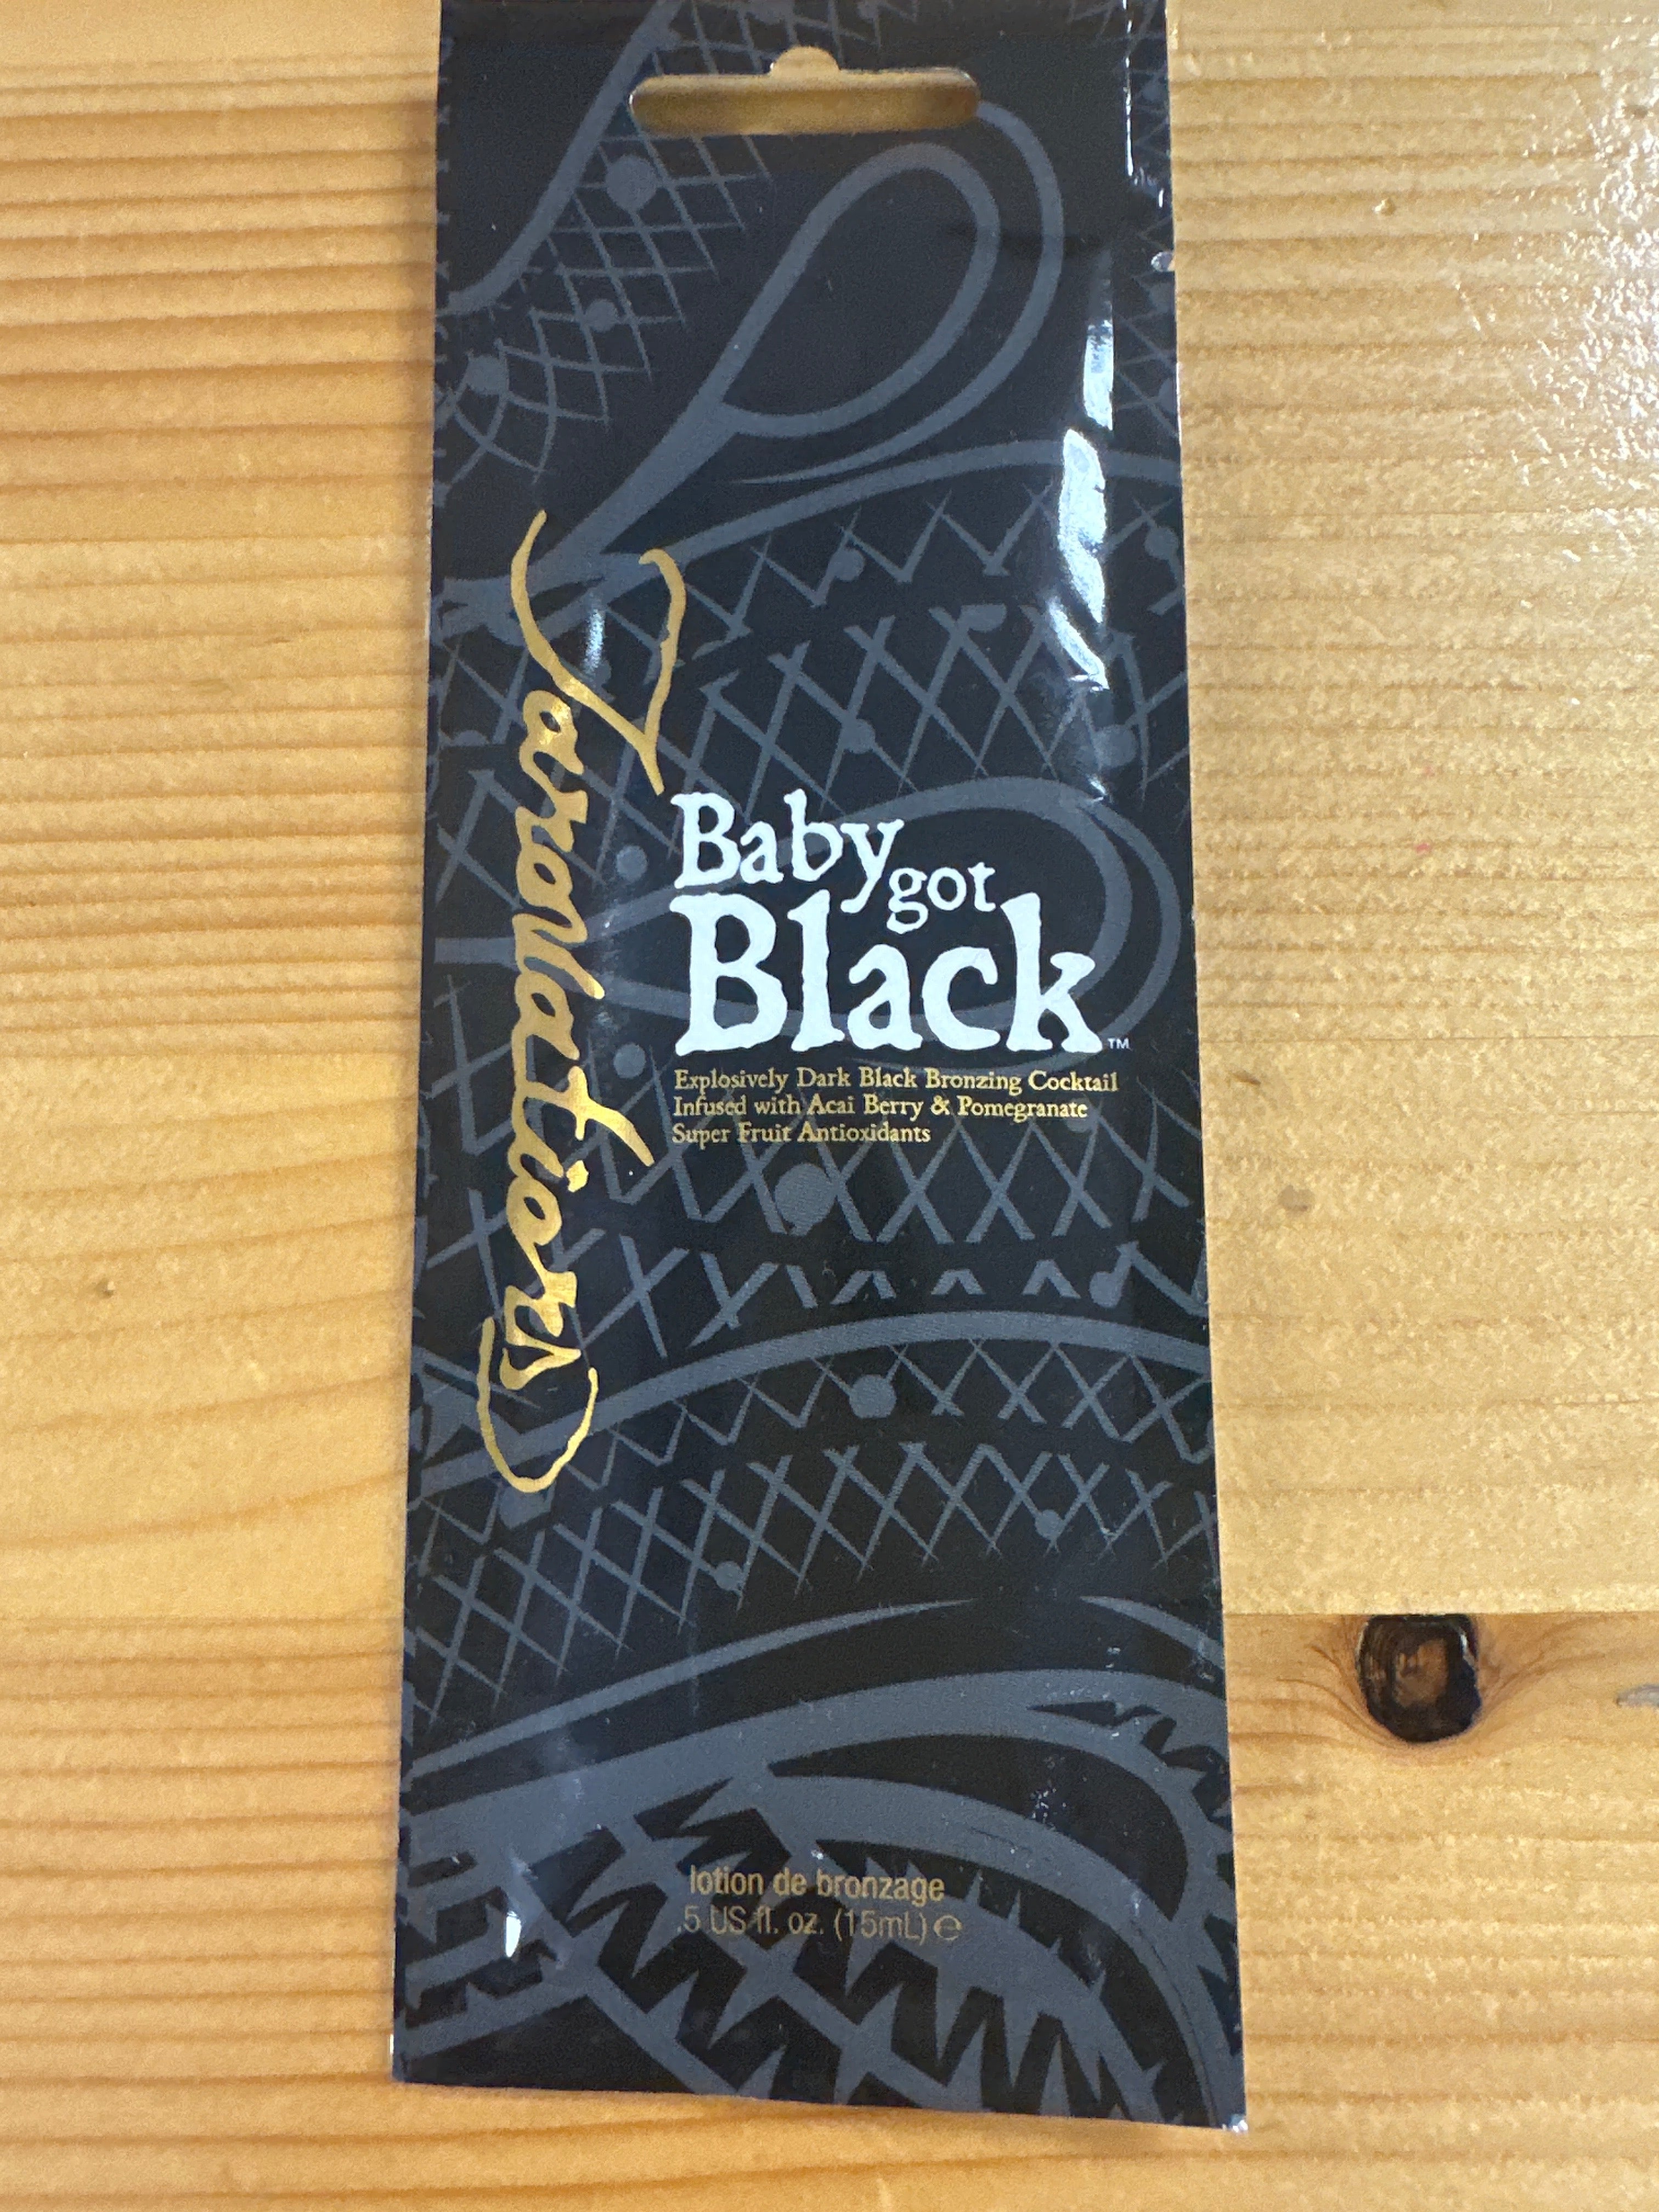 Tanovations
Baby got
Black™
Explosively Dark Black Bronzing Cocktail
Infused with Acai Berry & Pomegranate
Super Fruit Antioxidants
lotion de bronzage
.5 US fl. oz. (15mL) ℮